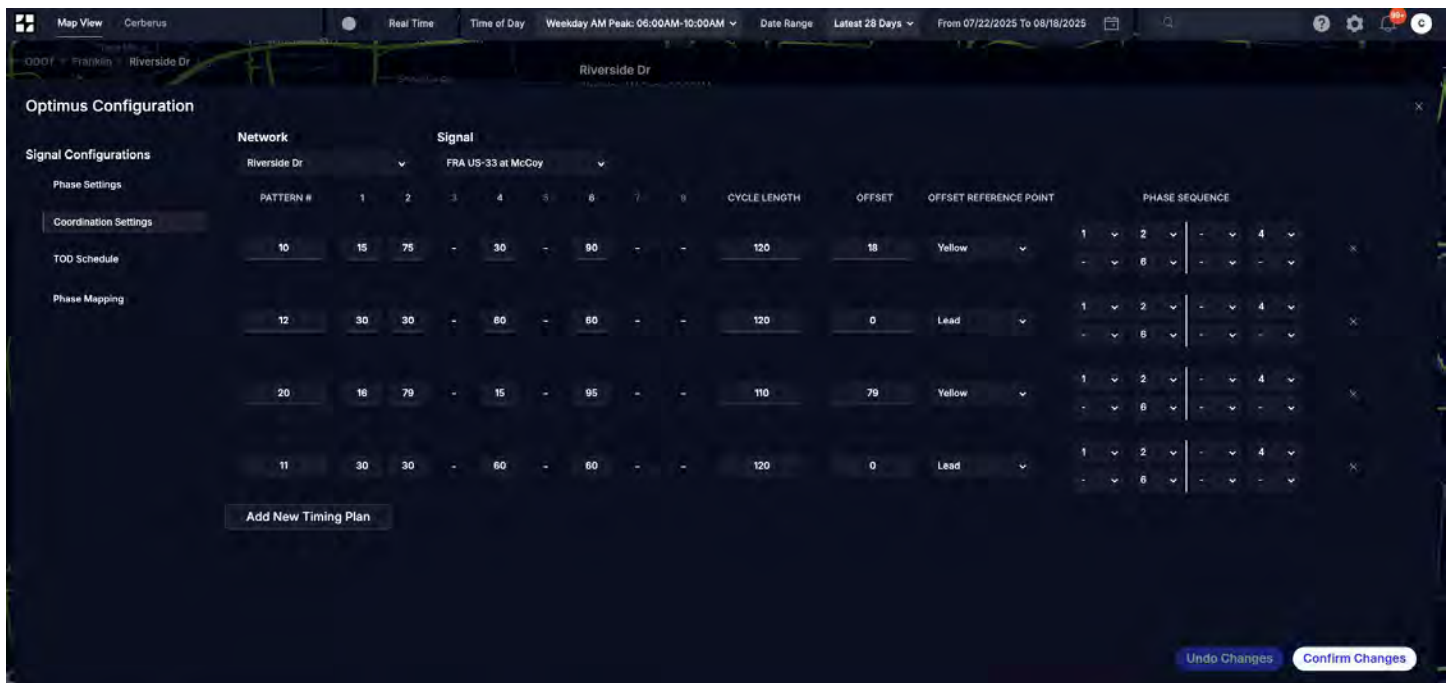 Map View Cerberus Real Time Time of Day Weekday AM Peak: 06:00AM-10:00AM Date Range Latest 28 Days From 07/22/2025 To 08/18/2025 99+ C
ODOT Franklin Riverside Dr
Riverside Dr
Optimus Configuration
Network Signal
Signal Configurations
Riverside Dr FRA US-33 at McCoy
Phase Settings
PATTERN # 1 2 3 4 5 6 7 8 CYCLE LENGTH OFFSET OFFSET REFERENCE POINT PHASE SEQUENCE
Coordination Settings
1 2 - 4
10 15 75 - 30 - 90 - - 120 18 Yellow
TOD Schedule
- 6 - -
Phase Mapping
1 2 - 4
12 30 30 - 60 - 60 - - 120 0 Lead
- 6 - -
1 2 - 4
20 16 79 - 15 - 95 - - 110 79 Yellow
- 6 - -
1 2 - 4
11 30 30 - 60 - 60 - - 120 0 Lead
- 6 - -
Add New Timing Plan
Undo Changes Confirm Changes